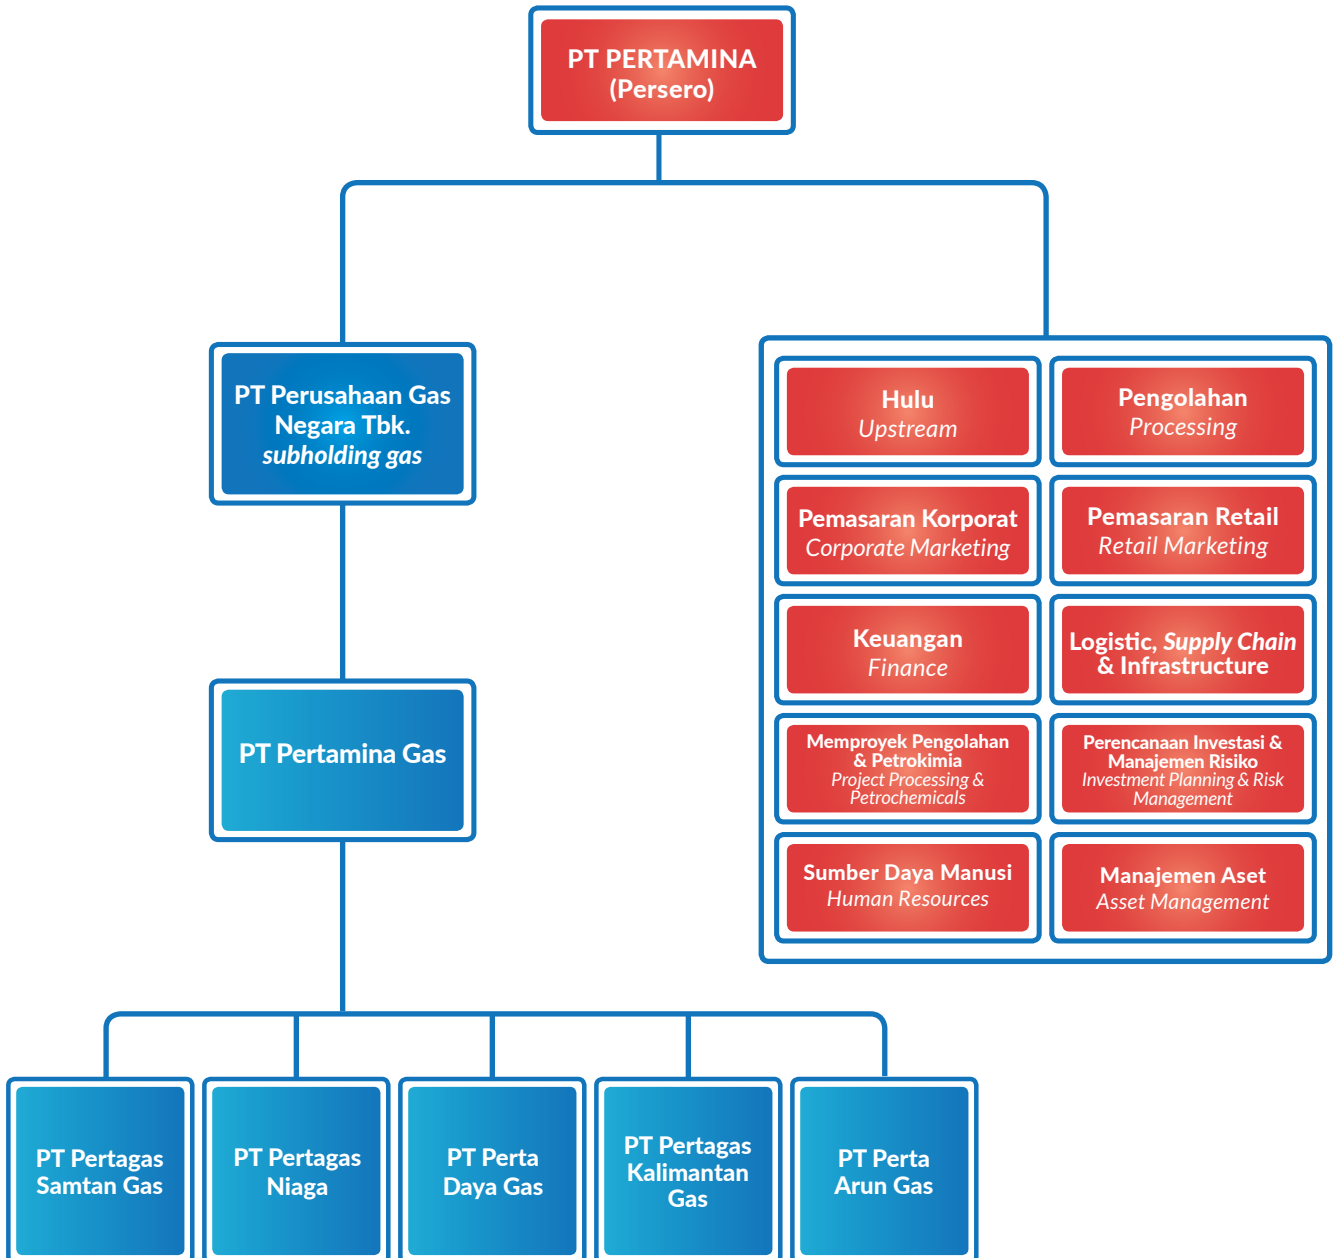 PT PERTAMINA
(Persero)
PT Perusahaan Gas
Negara Tbk.
subholding gas
PT Pertamina Gas
Hulu
Upstream
Pengolahan
Processing
Pemasaran Korporat
Corporate Marketing
Pemasaran Retail
Retail Marketing
Keuangan
Finance
Logistic, Supply Chain
& Infrastructure
Memproyek Pengolahan
& Petrokimia
Project Processing &
Petrochemicals
Perencanaan Investasi &
Manajemen Risiko
Investment Planning & Risk
Management
Sumber Daya Manusi
Human Resources
Manajemen Aset
Asset Management
PT Pertagas
Samtan Gas
PT Pertagas
Niaga
PT Perta
Daya Gas
PT Pertagas
Kalimantan
Gas
PT Perta
Arun Gas